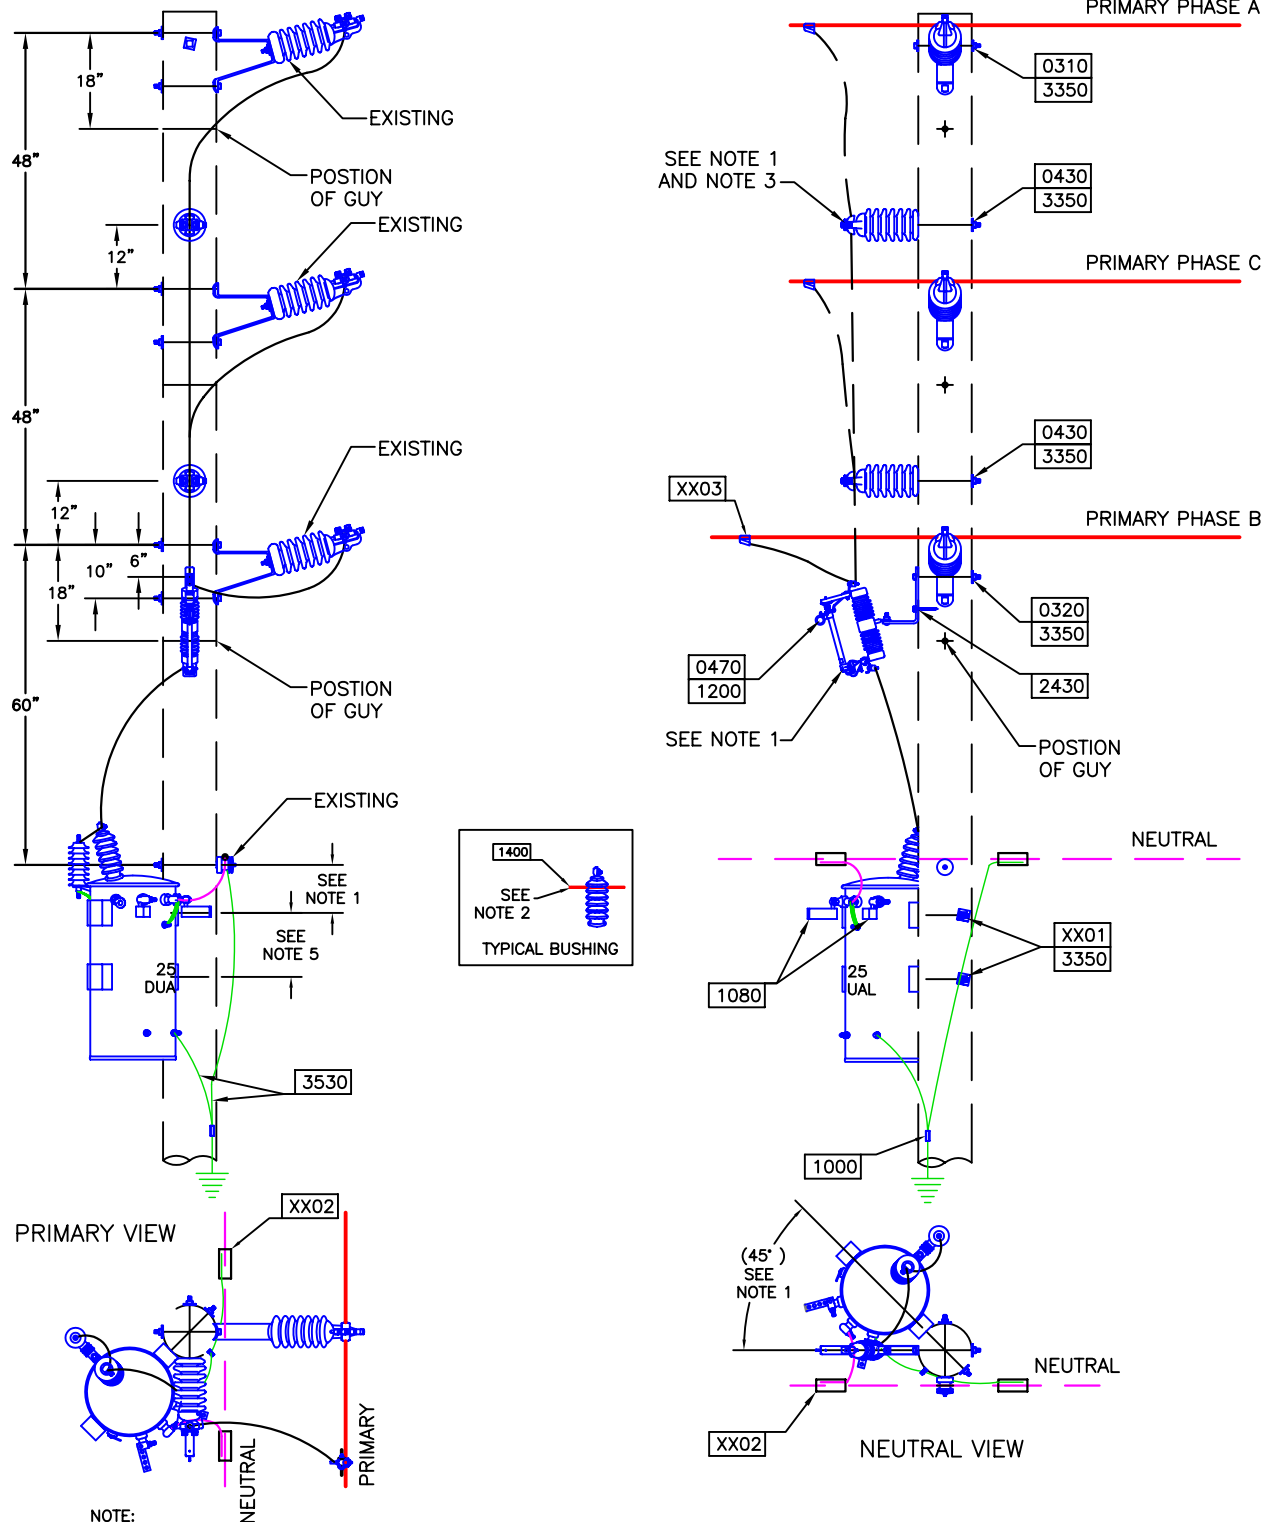 PRIMARY PHASE A
18"
48"
EXISTING
POSTION
OF GUY
EXISTING
12"
48"
EXISTING
12"
10"
6"
18"
60"
POSTION
OF GUY
EXISTING
SEE
NOTE 1
SEE
NOTE 5
25
DUA
3530
1400
SEE
NOTE 2
TYPICAL BUSHING
0310
3350
SEE NOTE 1
AND NOTE 3
0430
3350
PRIMARY PHASE C
0430
3350
XX03
PRIMARY PHASE B
0320
3350
0470
1200
2430
SEE NOTE 1
POSTION
OF GUY
NEUTRAL
XX01
3350
1080
25
UAL
1000
PRIMARY VIEW
XX02
NEUTRAL
PRIMARY
(45°)
SEE
NOTE 1
NEUTRAL
XX02
NEUTRAL VIEW
NOTE: